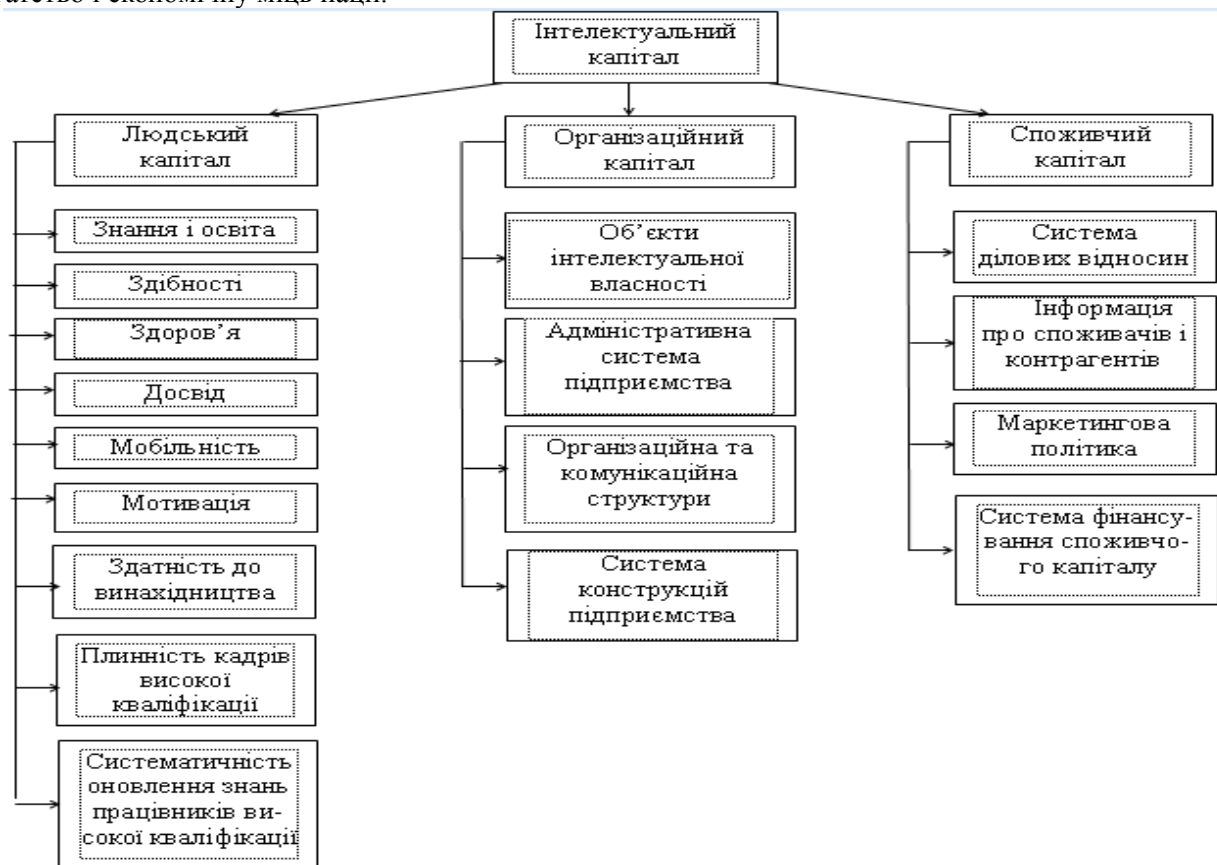 економічну міць нації.
Інтелектуальний
капітал
Людський
капітал
Знання і освіта
Здібності
Здоров’я
Досвід
Мобільність
Мотивація
Здатність до
винахідництва
Плинність кадрів
високої
кваліфікації
Систематичність
оновлення знань
працівників ви-
сокої кваліфікації
Організаційний
капітал
Об’єкти
інтелектуальної
власності
Адміністративна
система
підприємства
Організаційна та
комунікаційна
структури
Система
конструкцій
підприємства
Споживчий
капітал
Система
ділових відносин
Інформація
про споживачів і
контрагентів
Маркетингова
політика
Система фінансу-
вання споживчо-
го капіталу